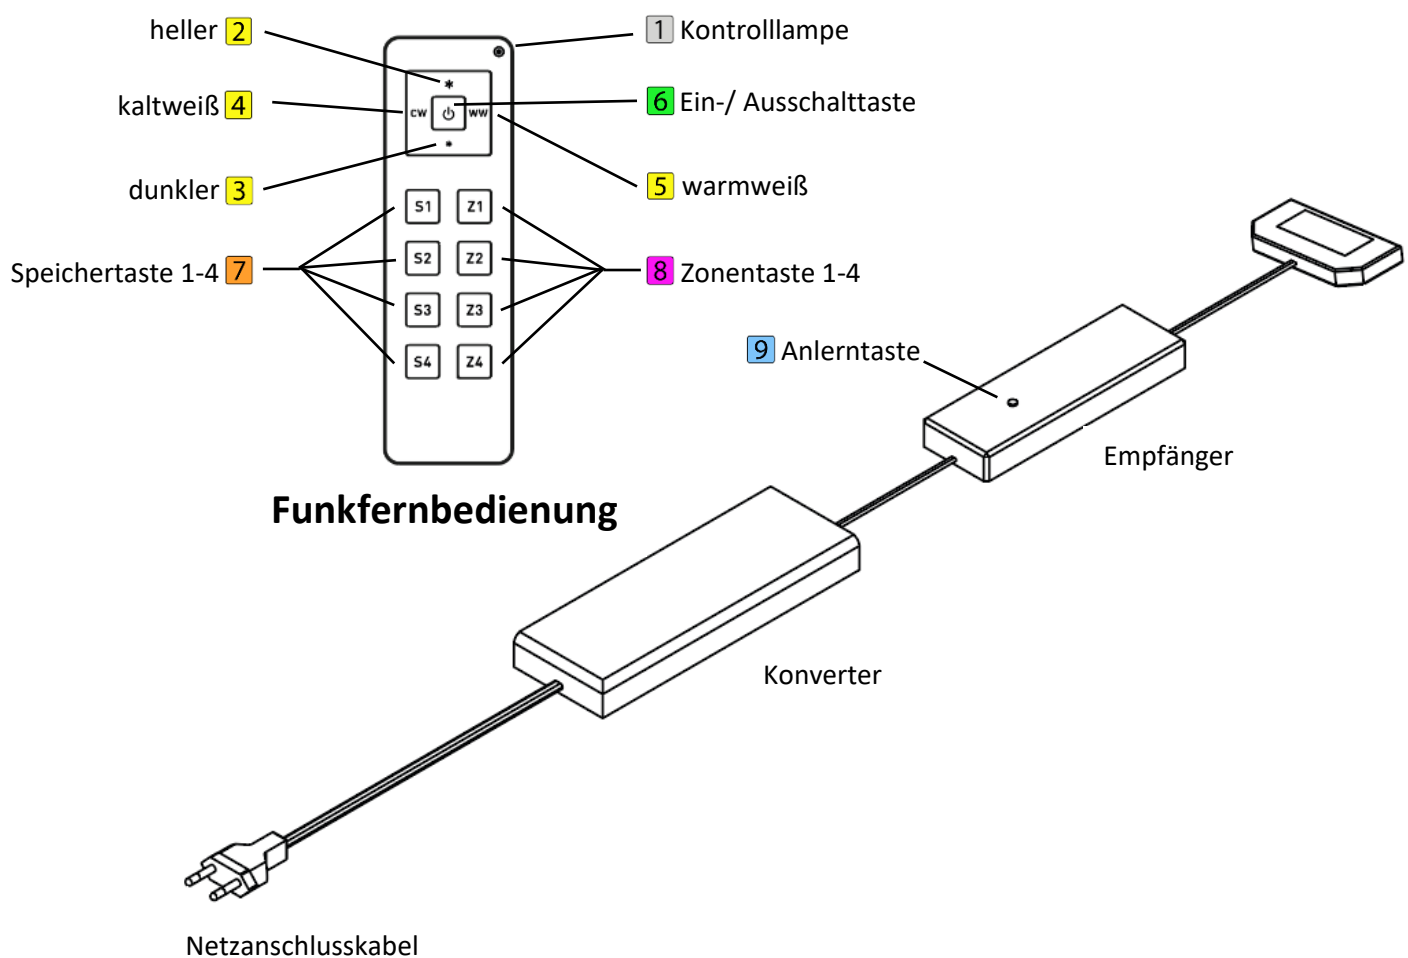 heller 2
1 Kontrolllampe
kaltweiß 4
6 Ein-/ Ausschalttaste
CW
WW
dunkler 3
5 warmweiß
S1 Z1
S2 Z2
Speichertaste 1-4 7
8 Zonentaste 1-4
S3 Z3
S4 Z4
9 Anlerntaste
Empfänger
Funkfernbedienung
Konverter
Netzanschlusskabel